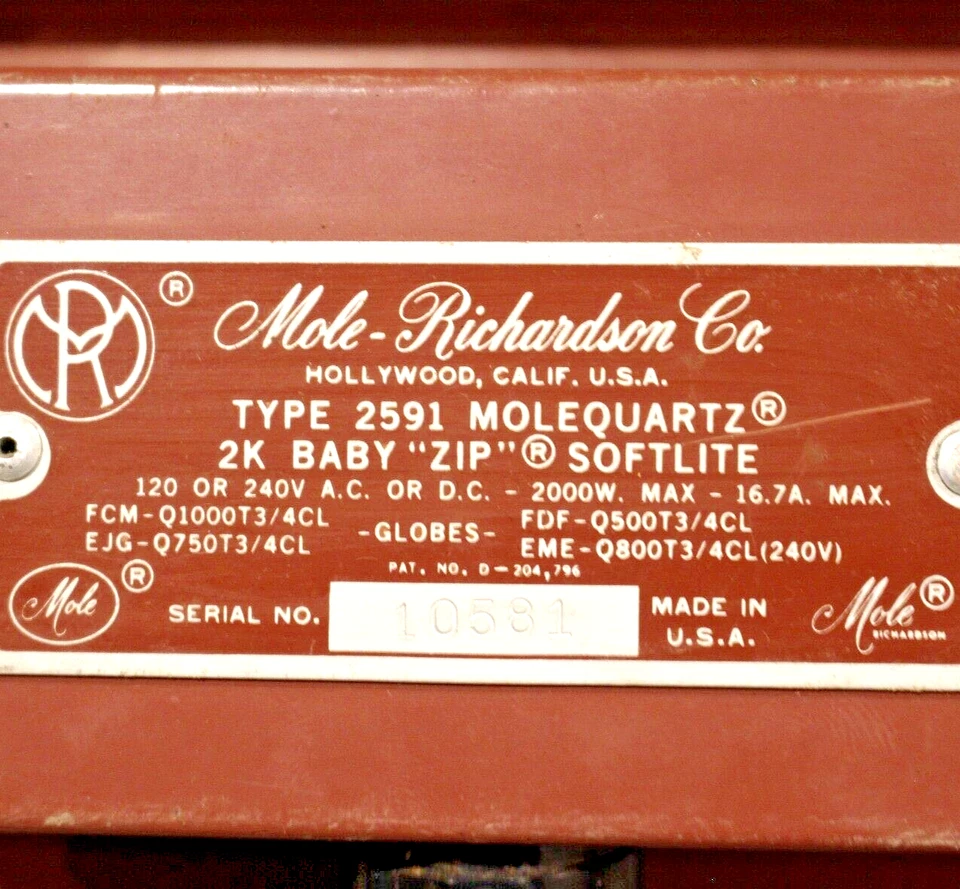 MR ®
Mole-Richardson Co.
HOLLYWOOD, CALIF. U.S.A.
TYPE 2591 MOLEQUARTZ®
2K BABY "ZIP"® SOFTLITE
120 OR 240V A.C. OR D.C. - 2000W. MAX - 16.7A. MAX.
FCM-Q1000T3/4CL -GLOBES- FDF-Q500T3/4CL
EJG-Q750T3/4CL EME-Q800T3/4CL(240V)
PAT. NO. D-204,796
Mole ® SERIAL NO. 10581 MADE IN U.S.A. Mole® RICHARDSON